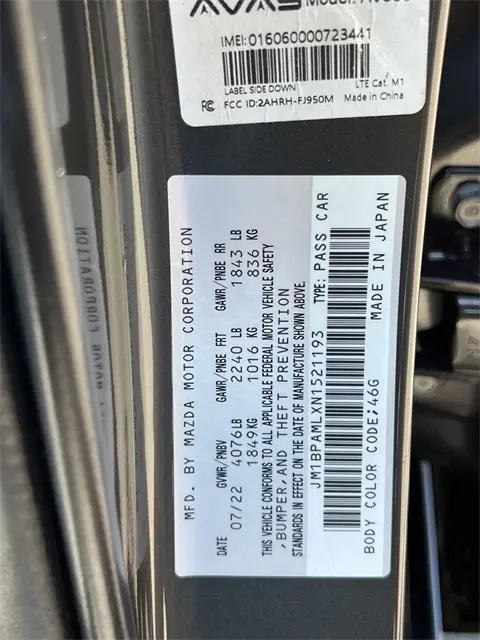 IMEI:016060000723441
LABEL SIDE DOWN
LTE Cat. M1
FCC ID:2AHRH-FJ950M
Made in China
MFD. BY MAZDA MOTOR CORPORATION
DATE GVWR/PNBV GAWR/PNBE FRT GAWR/PNBE RR
07/22 4076LB 2240 LB 1843 LB
1849KG 1016 KG 836 KG
THIS VEHICLE CONFORMS TO ALL APPLICABLE FEDERAL MOTOR VEHICLE SAFETY
,BUMPER,AND THEFT PREVENTION
STANDARDS IN EFFECT ON THE DATE OF MANUFACTURE SHOWN ABOVE.
JM1BPAMLXN1521193 TYPE: PASS CAR
MADE IN JAPAN
BODY COLOR CODE;46G